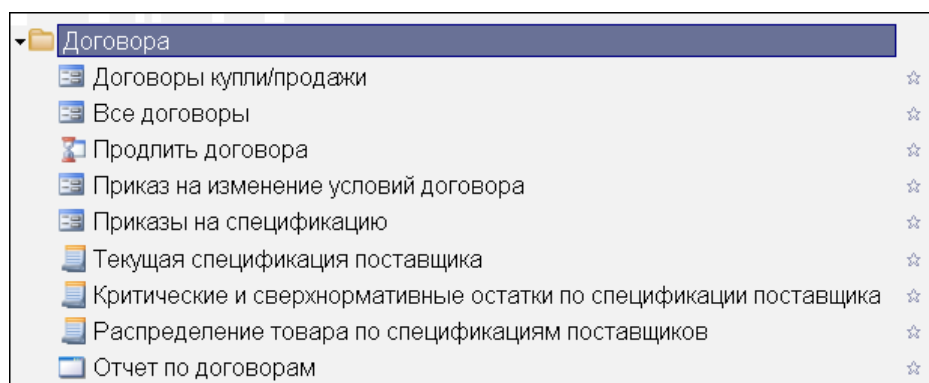 Договора
Договоры купли/продажи
Все договоры
Продлить договора
Приказ на изменение условий договора
Приказы на спецификацию
Текущая спецификация поставщика
Критические и сверхнормативные остатки по спецификации поставщика
Распределение товара по спецификациям поставщиков
Отчет по договорам